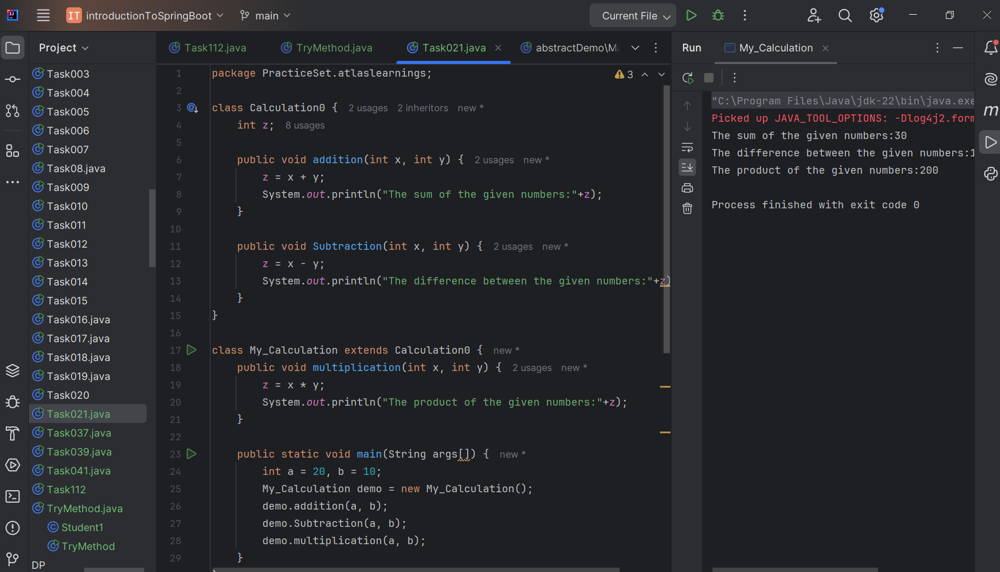 IT introductionToSpringBoot main Current File
Project
Task003
Task004
Task005
Task006
Task007
Task08.java
Task009
Task010
Task011
Task012
Task013
Task014
Task015
Task016.java
Task017.java
Task018.java
Task019.java
Task020
Task021.java
Task037.java
Task039.java
Task041.java
Task112
TryMethod.java
Student1
TryMethod
DP
Task112.java TryMethod.java Task021.java abstractDemo\Ma
3
1 package PracticeSet.atlaslearnings;
2
3 class Calculation0 { 2 usages 2 inheritors new *
4 int z; 8 usages
5
6 public void addition(int x, int y) { 2 usages new *
7 z = x + y;
8 System.out.println("The sum of the given numbers:"+z);
9 }
10
11 public void Subtraction(int x, int y) { 2 usages new *
12 z = x - y;
13 System.out.println("The difference between the given numbers:"+z)
14 }
15 }
16
17 class My_Calculation extends Calculation0 { new *
18 public void multiplication(int x, int y) { 2 usages new *
19 z = x * y;
20 System.out.println("The product of the given numbers:"+z);
21 }
22
23 public static void main(String args[]) { new *
24 int a = 20, b = 10;
25 My_Calculation demo = new My_Calculation();
26 demo.addition(a, b);
27 demo.Subtraction(a, b);
28 demo.multiplication(a, b);
29 }
Run My_Calculation
"C:\Program Files\Java\jdk-22\bin\java.exe
Picked up JAVA_TOOL_OPTIONS: -Dlog4j2.form
The sum of the given numbers:30
The difference between the given numbers:1
The product of the given numbers:200
Process finished with exit code 0
m